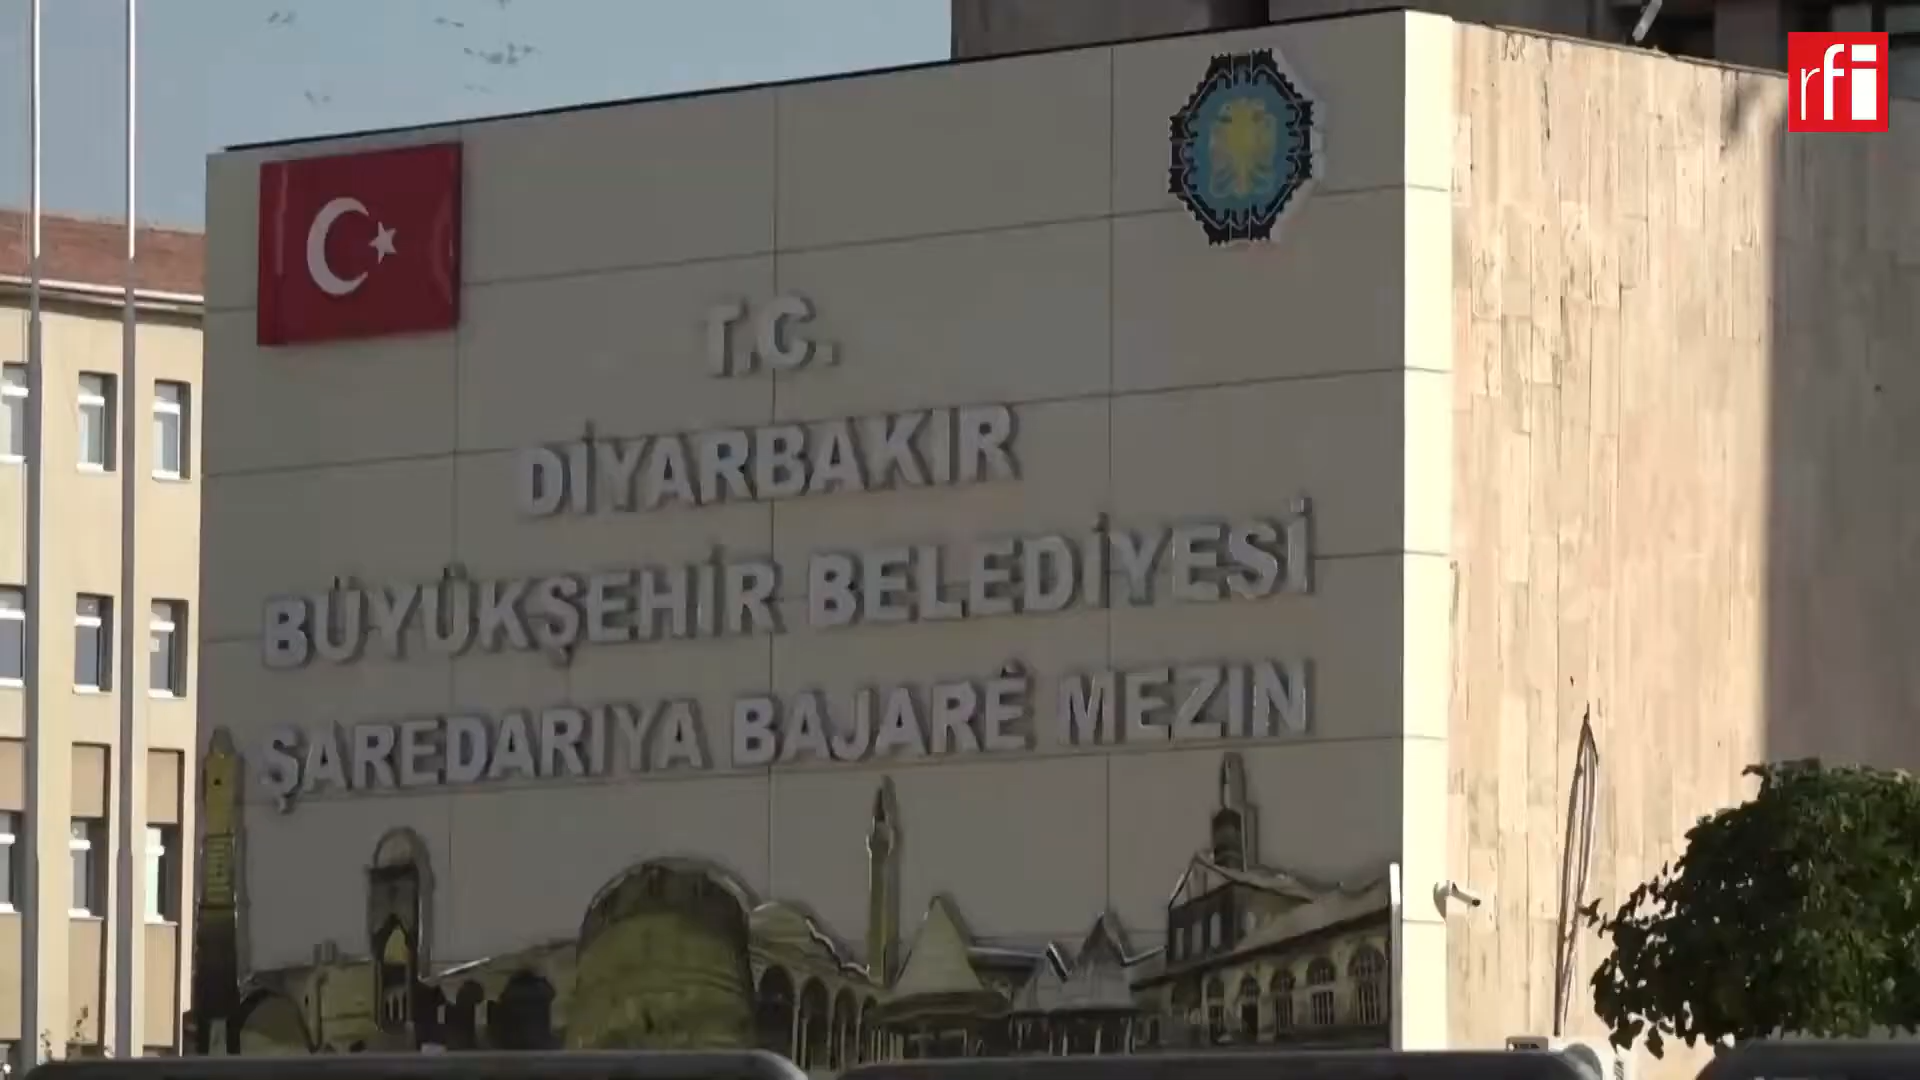 rfi
T.C.
DİYARBAKIR
BÜYÜKŞEHİR BELEDİYESİ
ŞAREDARIYA BAJARÊ MEZIN